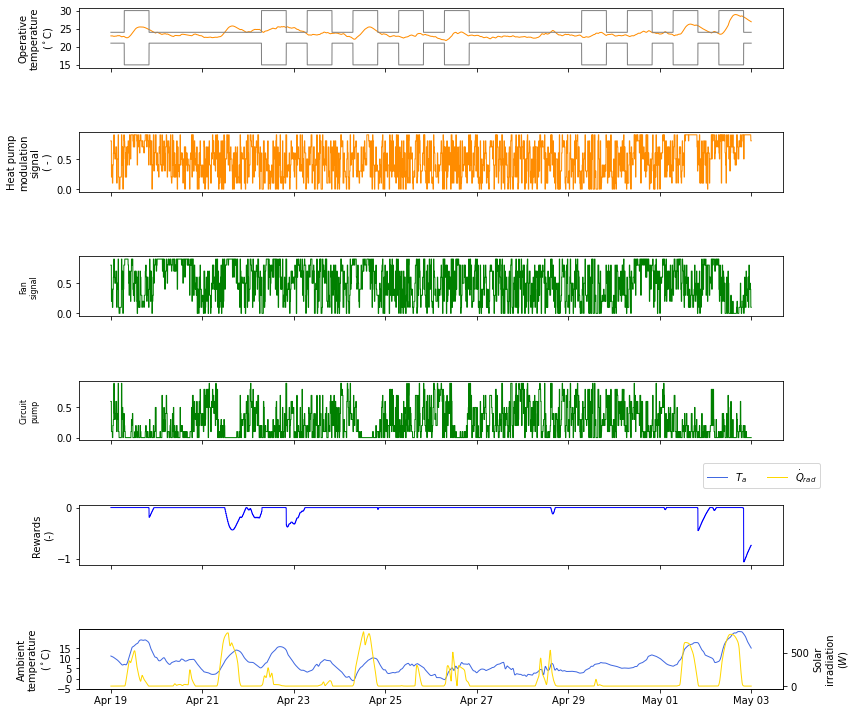 Operative
temperature
(°C)
30
25
20
15
Heat pump
modulation
signal
( - )
0.5
0.0
Fan
signal
0.5
0.0
Circuit
pump
0.5
0.0
T_a
Q̇_rad
Rewards
(-)
0
−1
Ambient
temperature
(°C)
15
10
5
0
−5
500
0
Solar
irradiation
(W)
Apr 19 Apr 21 Apr 23 Apr 25 Apr 27 Apr 29 May 01 May 03